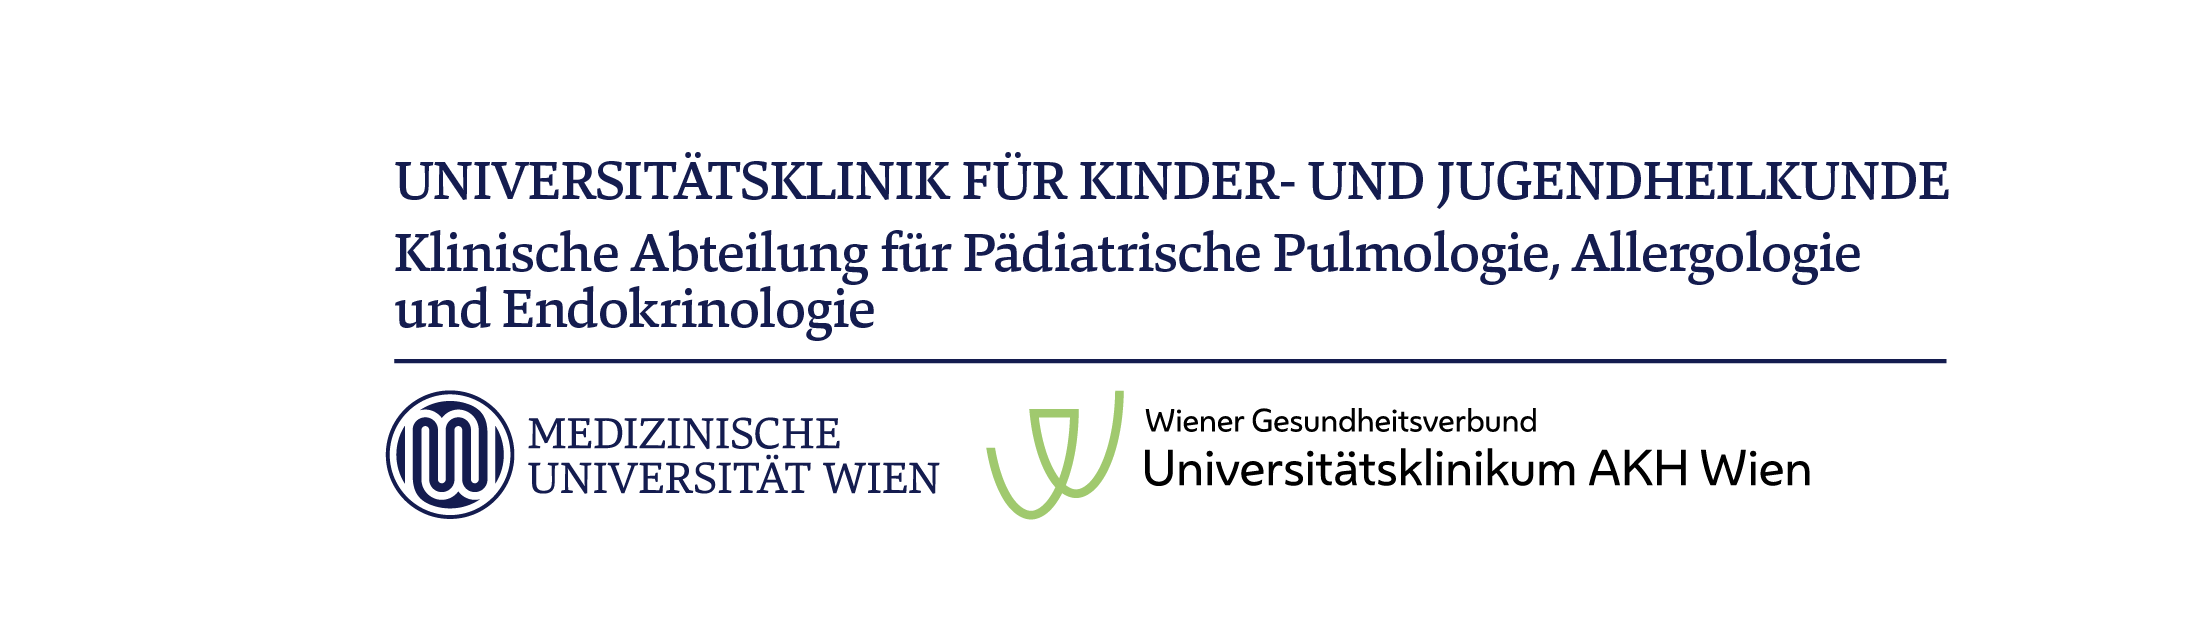 UNIVERSITÄTSKLINIK FÜR KINDER- UND JUGENDHEILKUNDE
Klinische Abteilung für Pädiatrische Pulmologie, Allergologie
und Endokrinologie
MEDIZINISCHE
UNIVERSITÄT WIEN
Wiener Gesundheitsverbund
Universitätsklinikum AKH Wien